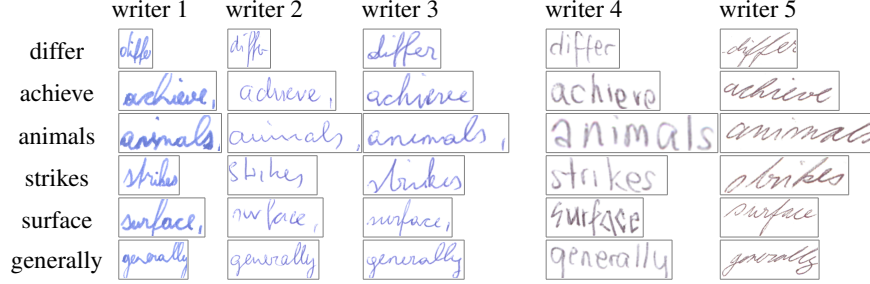 writer 1 writer 2 writer 3 writer 4 writer 5
differ differ differ differ differ differ
achieve achieve, achieve, achieve achieve achieve
animals animals, animals, animals, animals animals
strikes strikes strikes strikes strikes strikes
surface surface, surface, surface, surface surface
generally generally generally generally generally generally